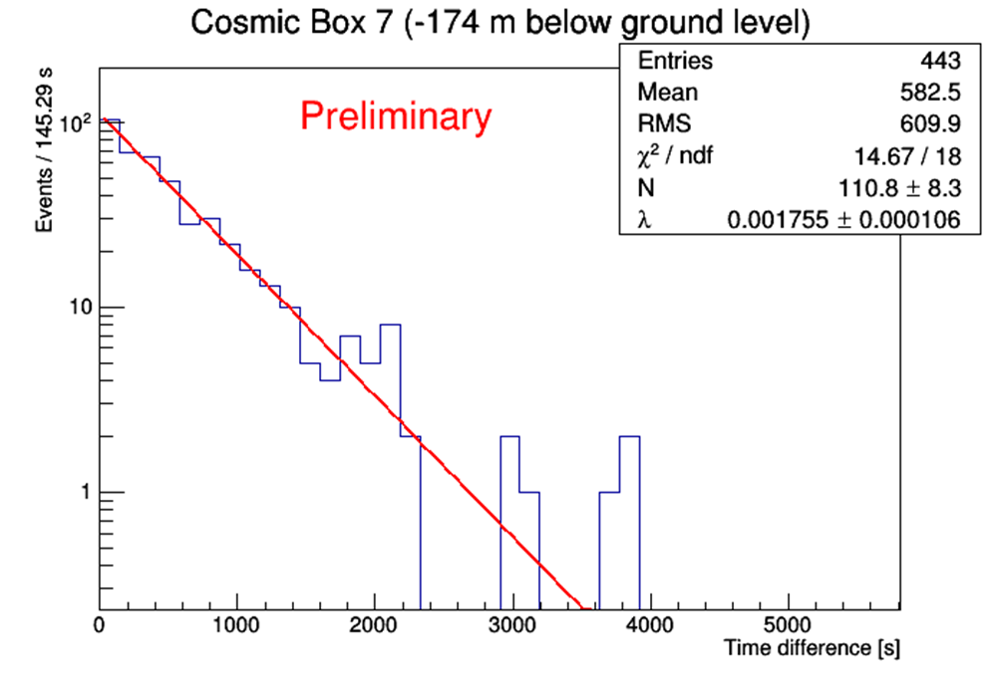 Cosmic Box 7 (-174 m below ground level)
Entries 443
Mean 582.5
RMS 609.9
χ² / ndf 14.67 / 18
N 110.8 ± 8.3
λ 0.001755 ± 0.000106
Preliminary
Events / 145.29 s
10²
10
1
0 1000 2000 3000 4000 5000
Time difference [s]